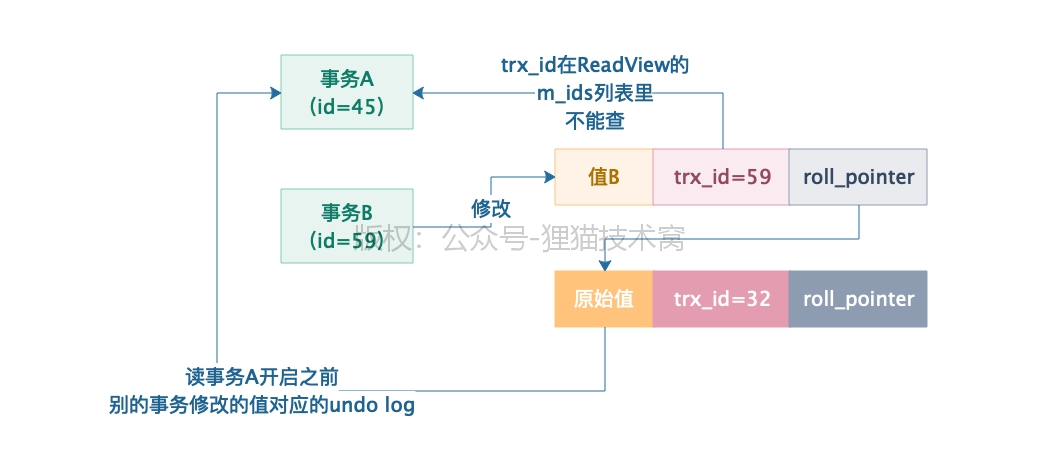 事务A
(id=45)
trx_id在ReadView的
m_ids列表里
不能查
值B
trx_id=59
roll_pointer
事务B
(id=59)
修改
版权：公众号-狸猫技术窝
原始值
trx_id=32
roll_pointer
读事务A开启之前
别的事务修改的值对应的undo log